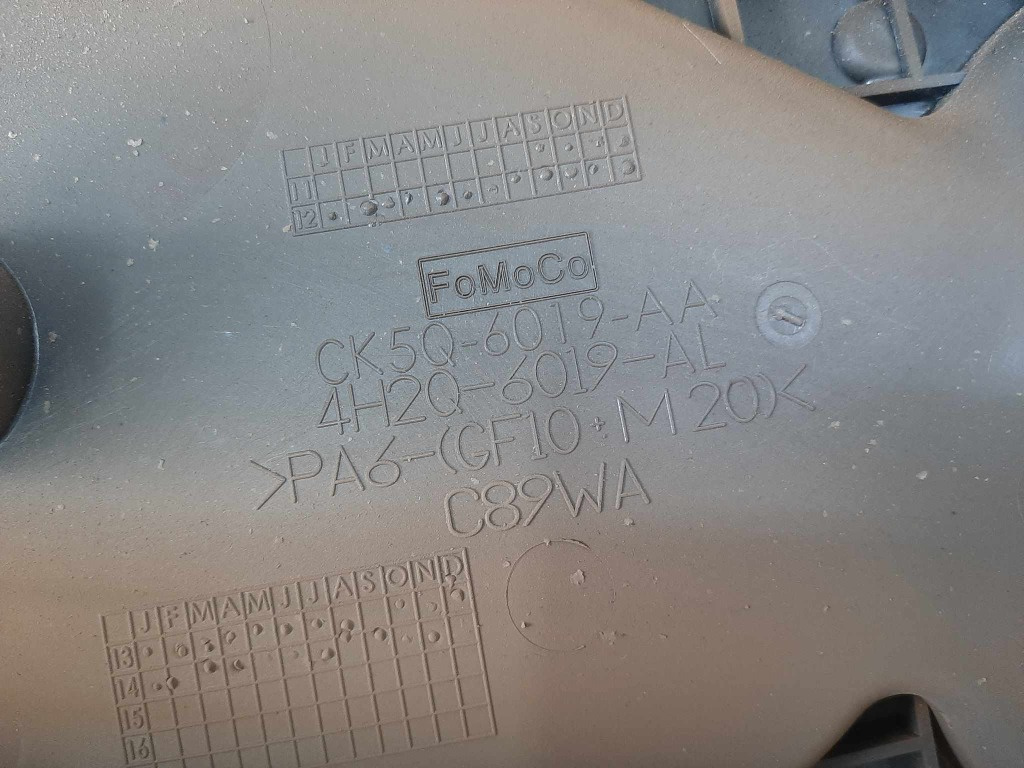 J F M A M J J A S O N D
11
12
FoMoCo
CK5Q-6019-AA
4H2Q-6019-AL
>PA6-(GF10+M20)<
C89WA
J F M A M J J A S O N D
13
14
15
16